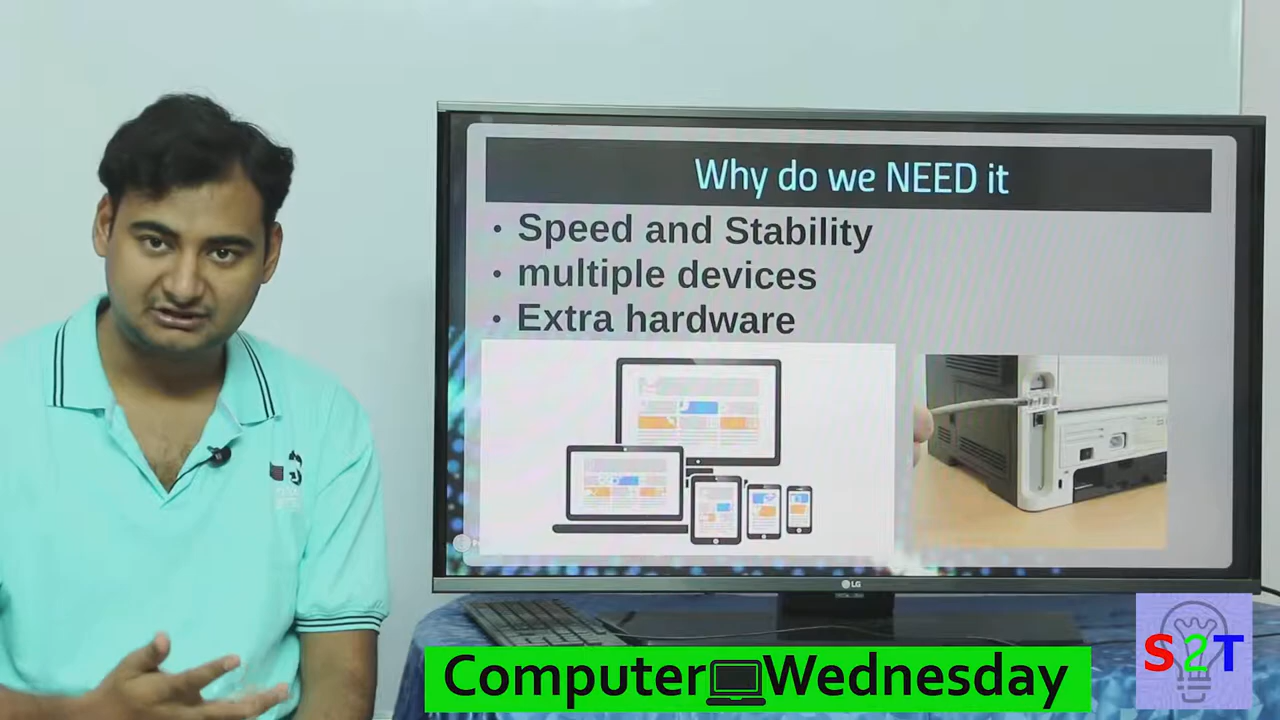 Why do we NEED it
• Speed and Stability
• multiple devices
• Extra hardware
LG
Computer Wednesday
S2T